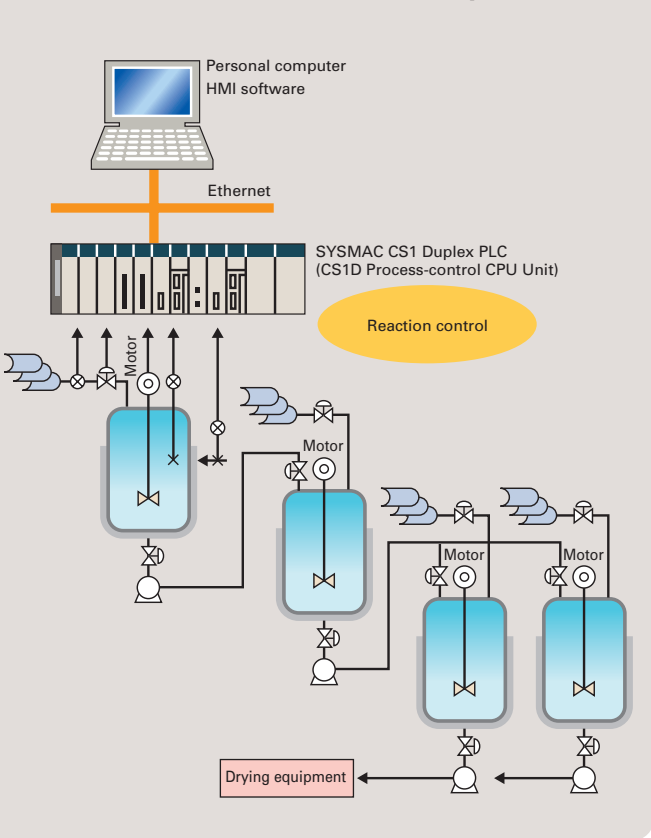 Personal computer
HMI software
Ethernet
SYSMAC CS1 Duplex PLC
(CS1D Process-control CPU Unit)
Reaction control
Motor
Motor
Motor
Motor
Drying equipment